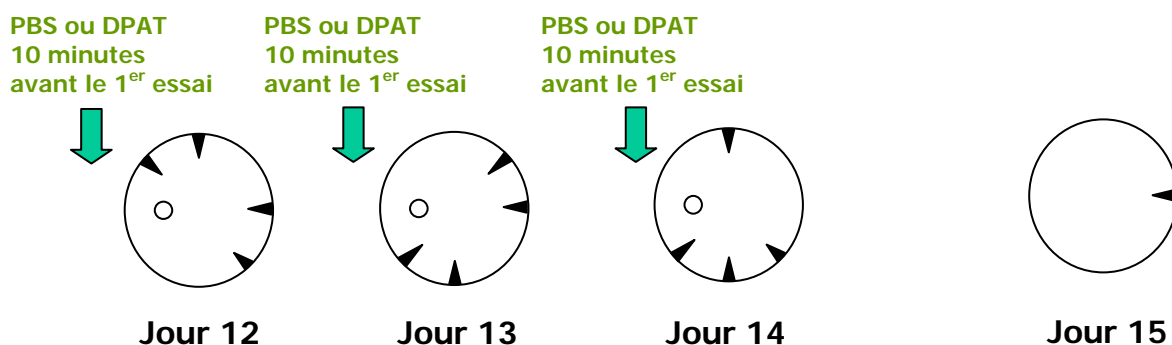 PBS ou DPAT
10 minutes
avant le 1er essai
PBS ou DPAT
10 minutes
avant le 1er essai
PBS ou DPAT
10 minutes
avant le 1er essai
Jour 12
Jour 13
Jour 14
Jour 15